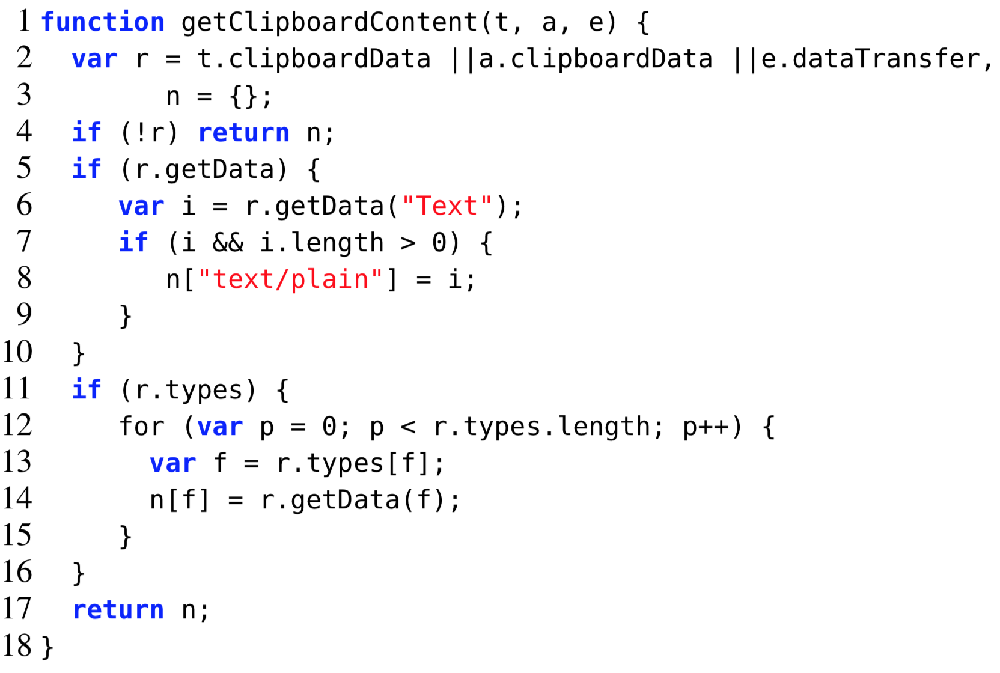 1 function getClipboardContent(t, a, e) {
2   var r = t.clipboardData ||a.clipboardData ||e.dataTransfer,
3         n = {};
4   if (!r) return n;
5   if (r.getData) {
6      var i = r.getData("Text");
7      if (i && i.length > 0) {
8         n["text/plain"] = i;
9      }
10   }
11   if (r.types) {
12      for (var p = 0; p < r.types.length; p++) {
13        var f = r.types[f];
14        n[f] = r.getData(f);
15      }
16   }
17   return n;
18 }